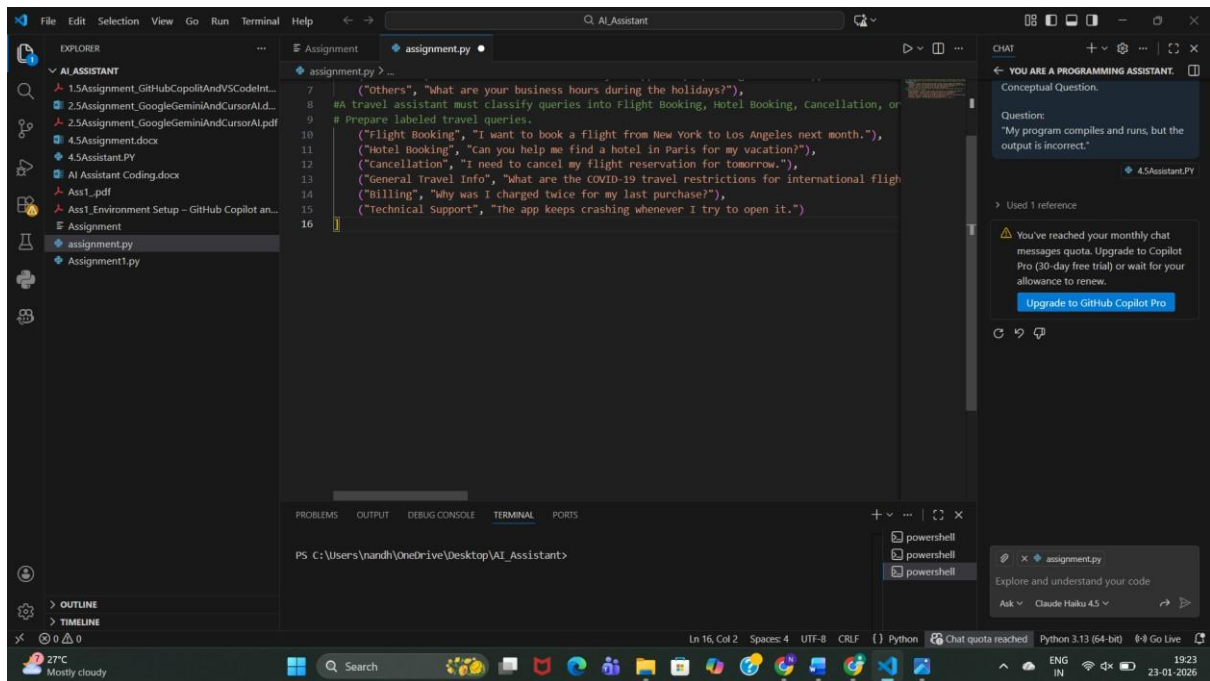 File Edit Selection View Go Run Terminal Help
AI_Assistant
EXPLORER
AI_ASSISTANT
1.5Assignment_GitHubCopolitAndVSCodeInt...
2.5Assignment_GoogleGeminiAndCursorAI.d...
2.5Assignment_GoogleGeminiAndCursorAI.pdf
4.5Assignment.docx
4.5Assistant.PY
AI Assistant Coding.docx
Ass1_.pdf
Ass1_Environment Setup – GitHub Copilot an...
Assignment
assignment.py
Assignment1.py
OUTLINE
TIMELINE
Assignment
assignment.py
assignment.py > ...
7 ("Others", "What are your business hours during the holidays?"),
8 #A travel assistant must classify queries into Flight Booking, Hotel Booking, Cancellation, or
9 # Prepare labeled travel queries.
10 ("Flight Booking", "I want to book a flight from New York to Los Angeles next month."),
11 ("Hotel Booking", "Can you help me find a hotel in Paris for my vacation?"),
12 ("Cancellation", "I need to cancel my flight reservation for tomorrow."),
13 ("General Travel Info", "What are the COVID-19 travel restrictions for international fligh
14 ("Billing", "Why was I charged twice for my last purchase?"),
15 ("Technical Support", "The app keeps crashing whenever I try to open it.")
16 ]
PROBLEMS OUTPUT DEBUG CONSOLE TERMINAL PORTS
PS C:\Users\nandh\OneDrive\Desktop\AI_Assistant>
powershell
powershell
powershell
CHAT
YOU ARE A PROGRAMMING ASSISTANT.
Conceptual Question.
Question:
"My program compiles and runs, but the
output is incorrect."
4.5Assistant.PY
Used 1 reference
You've reached your monthly chat
messages quota. Upgrade to Copilot
Pro (30-day free trial) or wait for your
allowance to renew.
Upgrade to GitHub Copilot Pro
assignment.py
Explore and understand your code
Ask Claude Haiku 4.5
0 0
Ln 16, Col 2 Spaces: 4 UTF-8 CRLF {} Python Chat quota reached Python 3.13 (64-bit) Go Live
27°C
Mostly cloudy
Search
ENG
IN
19:23
23-01-2026